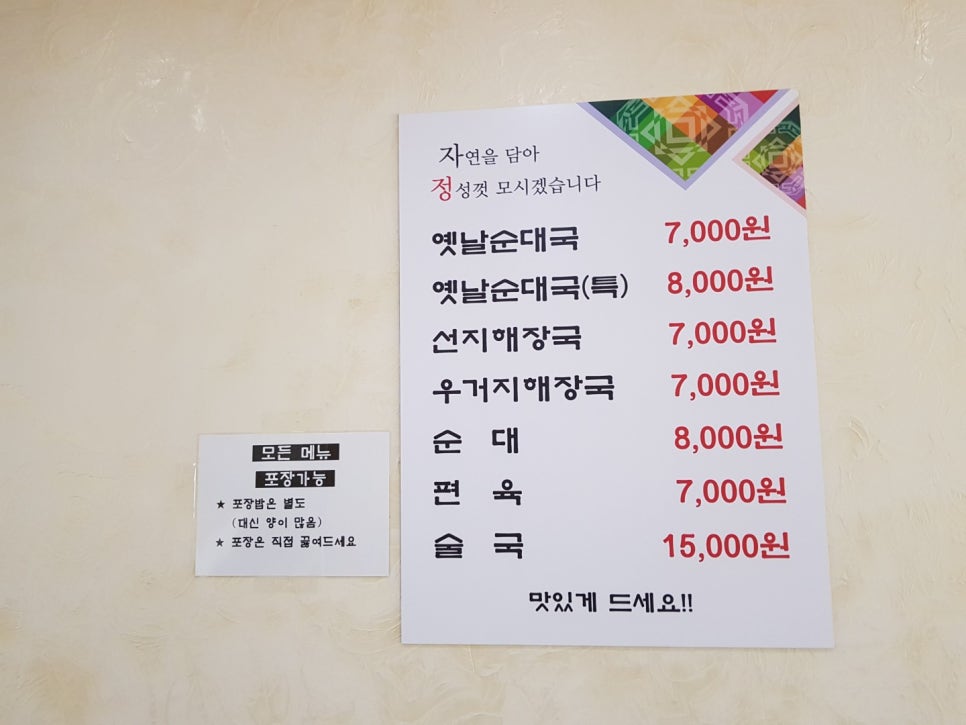 자연을 담아
정성껏 모시겠습니다
옛날순대국 7,000원
옛날순대국(특) 8,000원
선지해장국 7,000원
우거지해장국 7,000원
순 대 8,000원
편 육 7,000원
술 국 15,000원
맛있게 드세요!!
모든 메뉴
포장가능
★ 포장밥은 별도
(대신 양이 많음)
★ 포장은 직접 끓여드세요